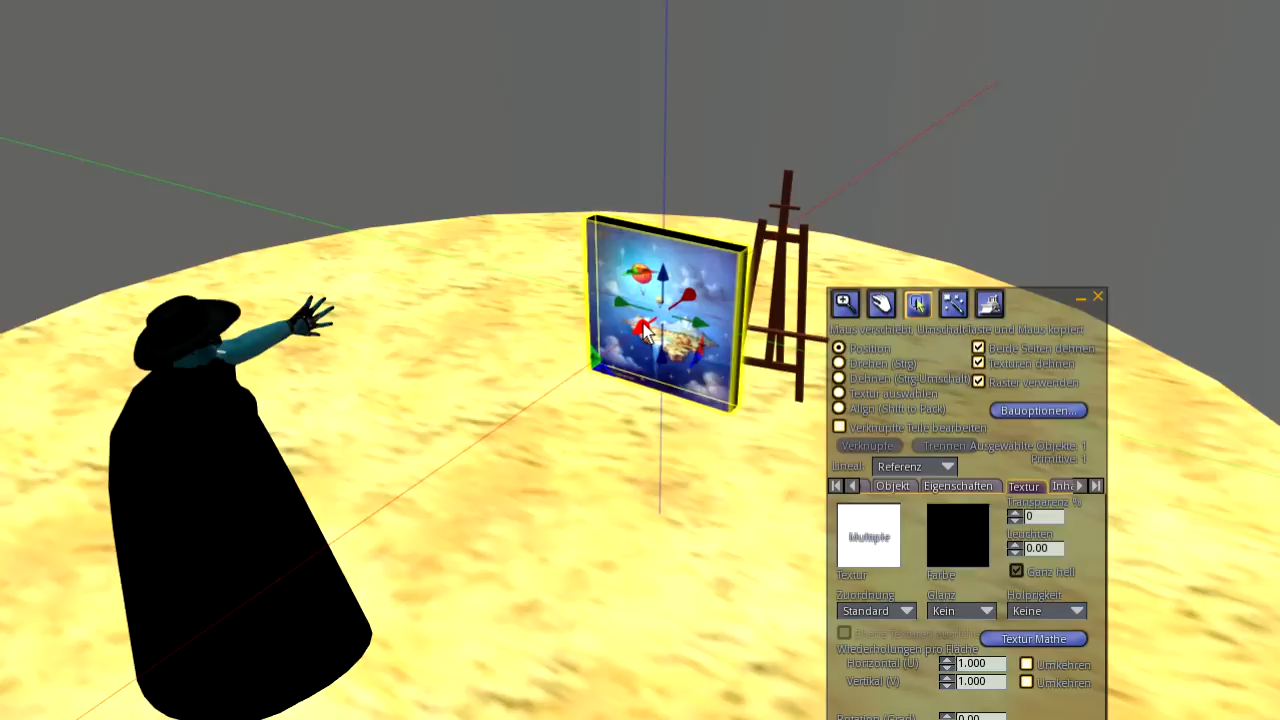 Maus verschiebt, Umschalttaste und Maus kopiert
Position
Drehen (Strg)
Dehnen (Strg-Umschalt)
Textur auswählen
Align (Shift to Pack)
Verknüpfte Teile bearbeiten
Beide Seiten dehnen
Texturen dehnen
Raster verwenden
Bauoptionen...
Verknüpfe
Trennen
Ausgewählte Objekte: 1
Primitive: 1
Lineal:
Referenz
Objekt
Eigenschaften
Textur
Inha
Multiple
Textur
Farbe
Transparenz %
0
Leuchten
0.00
Ganz hell
Zuordnung
Glanz
Holprigkeit
Standard
Kein
Keine
Textur Mathe
Wiederholungen pro Fläche
Horizontal (U)
1.000
Umkehren
Vertikal (V)
1.000
Umkehren
Rotation (Grad)
0.00